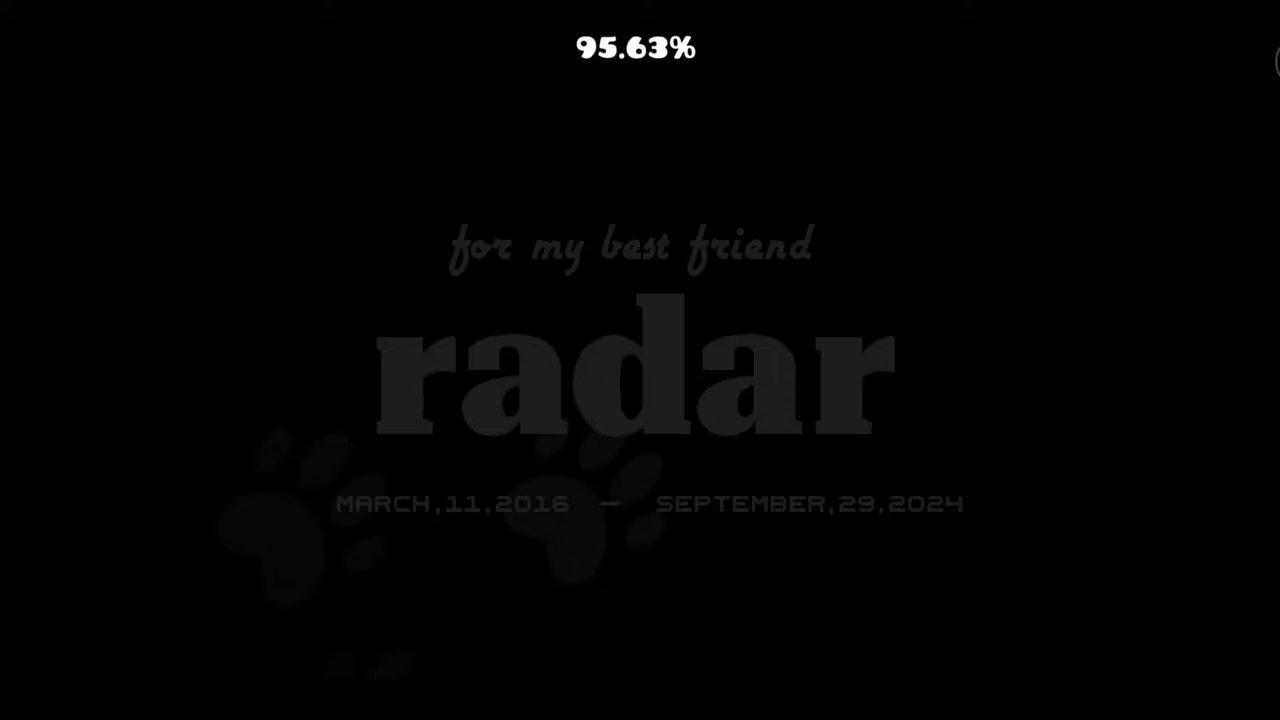 95.63%
for my best friend
radar
MARCH,11,2016 — SEPTEMBER,29,2024